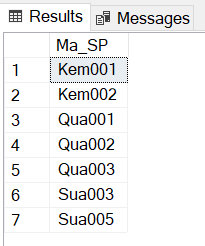 Results Messages
Ma_SP
1 Kem001
2 Kem002
3 Qua001
4 Qua002
5 Qua003
6 Sua003
7 Sua005